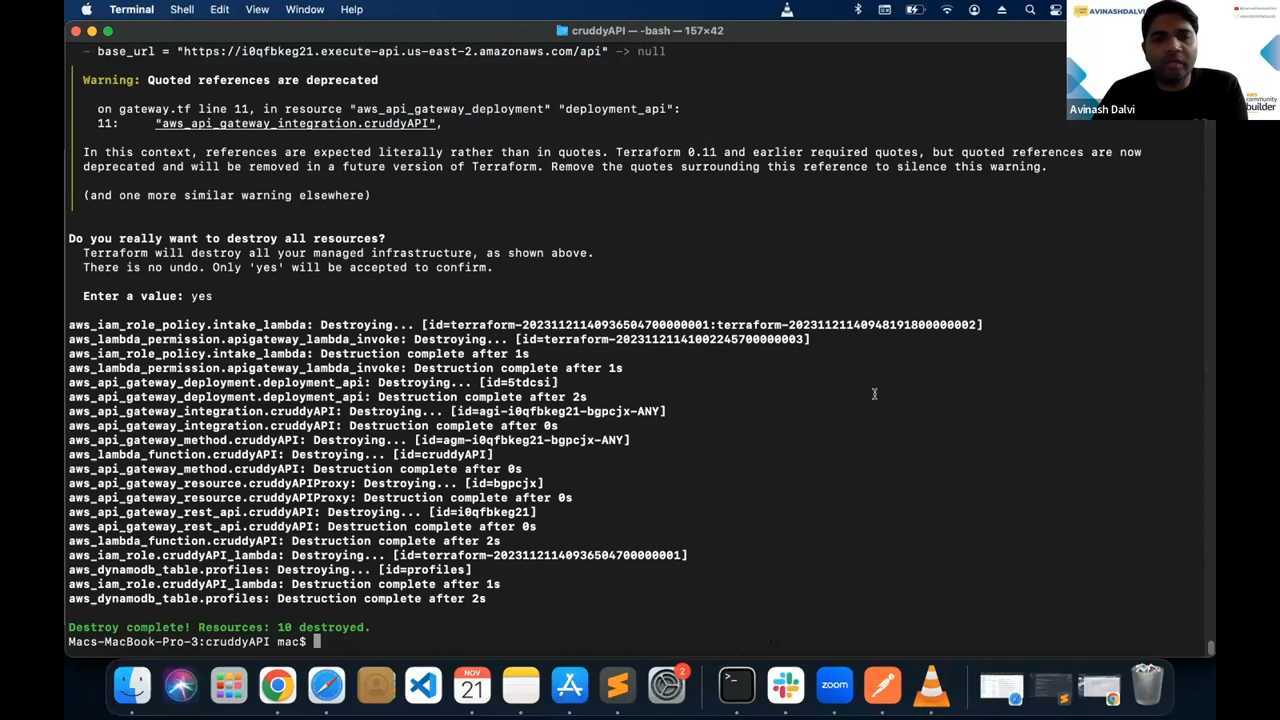 Terminal Shell Edit View Window Help
AVINASHDALVI
cruddyAPI — -bash — 157×42
- base_url = "https://i0qfbkeg21.execute-api.us-east-2.amazonaws.com/api" -> null
Warning: Quoted references are deprecated
on gateway.tf line 11, in resource "aws_api_gateway_deployment" "deployment_api":
11: "aws_api_gateway_integration.cruddyAPI",
In this context, references are expected literally rather than in quotes. Terraform 0.11 and earlier required quotes, but quoted references are now
deprecated and will be removed in a future version of Terraform. Remove the quotes surrounding this reference to silence this warning.
(and one more similar warning elsewhere)
Do you really want to destroy all resources?
Terraform will destroy all your managed infrastructure, as shown above.
There is no undo. Only 'yes' will be accepted to confirm.
Enter a value: yes
aws_iam_role_policy.intake_lambda: Destroying... [id=terraform-20231121140936504700000001:terraform-20231121140948191800000002]
aws_lambda_permission.apigateway_lambda_invoke: Destroying... [id=terraform-20231121141002245700000003]
aws_iam_role_policy.intake_lambda: Destruction complete after 1s
aws_lambda_permission.apigateway_lambda_invoke: Destruction complete after 1s
aws_api_gateway_deployment.deployment_api: Destroying... [id=5tdcsi]
aws_api_gateway_deployment.deployment_api: Destruction complete after 2s
aws_api_gateway_integration.cruddyAPI: Destroying... [id=agi-i0qfbkeg21-bgpcjx-ANY]
aws_api_gateway_integration.cruddyAPI: Destruction complete after 0s
aws_api_gateway_method.cruddyAPI: Destroying... [id=agm-i0qfbkeg21-bgpcjx-ANY]
aws_lambda_function.cruddyAPI: Destroying... [id=cruddyAPI]
aws_api_gateway_method.cruddyAPI: Destruction complete after 0s
aws_api_gateway_resource.cruddyAPIProxy: Destroying... [id=bgpcjx]
aws_api_gateway_resource.cruddyAPIProxy: Destruction complete after 0s
aws_api_gateway_rest_api.cruddyAPI: Destroying... [id=i0qfbkeg21]
aws_api_gateway_rest_api.cruddyAPI: Destruction complete after 0s
aws_lambda_function.cruddyAPI: Destruction complete after 2s
aws_iam_role.cruddyAPI_lambda: Destroying... [id=terraform-20231121140936504700000001]
aws_dynamodb_table.profiles: Destroying... [id=profiles]
aws_iam_role.cruddyAPI_lambda: Destruction complete after 1s
aws_dynamodb_table.profiles: Destruction complete after 2s
Destroy complete! Resources: 10 destroyed.
Macs-MacBook-Pro-3:cruddyAPI mac$
Avinash Dalvi
aws
community
builder
NOV
21
zoom
2